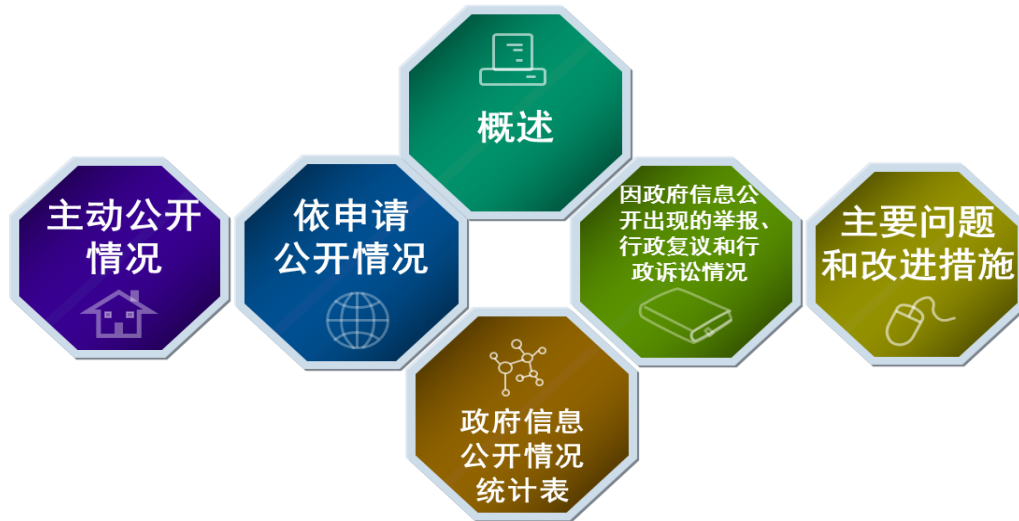 概述
主动公开
情况
依申请
公开情况
因政府信息公
开出现的举报、
行政复议和行
政诉讼情况
主要问题
和改进措施
政府信息
公开情况
统计表